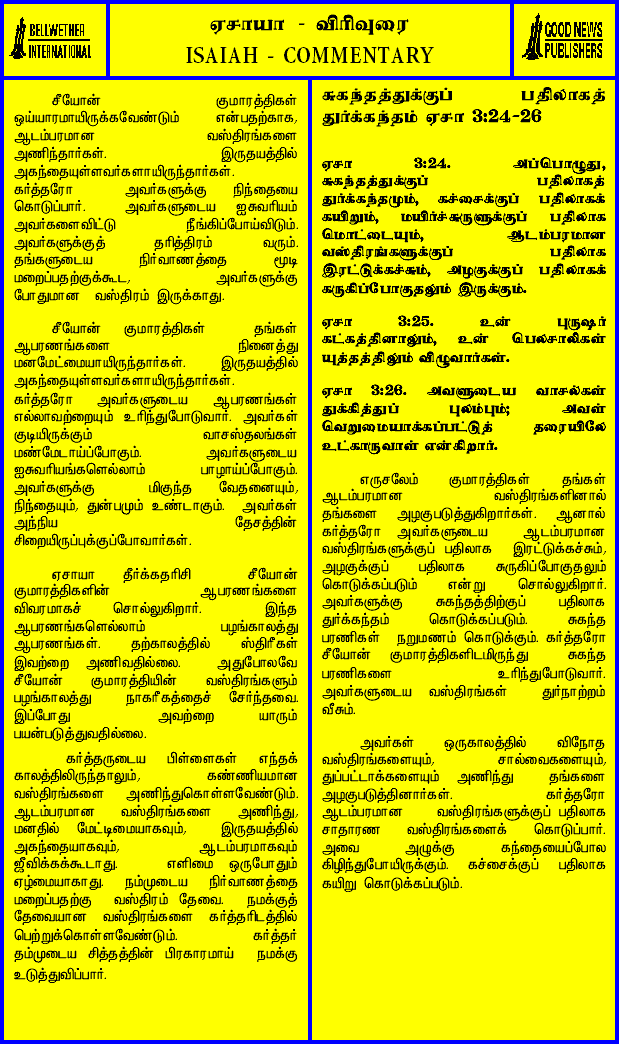 BELLWETHER
INTERNATIONAL
ஏசாயா - விரிவுரை
ISAIAH - COMMENTARY
GOOD NEWS
PUBLISHERS
சீயோன் குமாரத்திகள்
ஒய்யாரமாயிருக்கவேண்டும் என்பதற்காக,
ஆடம்பரமான வஸ்திரங்களை
அணிந்தார்கள். இருதயத்தில்
அகந்தையுள்ளவர்களாயிருந்தார்கள்.
கர்த்தரோ அவர்களுக்கு நிந்தையை
கொடுப்பார். அவர்களுடைய ஐசுவரியம்
அவர்களைவிட்டு நீங்கிப்போய்விடும்.
அவர்களுக்குத் தரித்திரம் வரும்.
தங்களுடைய நிர்வாணத்தை மூடி
மறைப்பதற்குக்கூட, அவர்களுக்கு
போதுமான வஸ்திரம் இருக்காது.
சீயோன் குமாரத்திகள் தங்கள்
ஆபரணங்களை நினைத்து
மனமேட்மையாயிருந்தார்கள். இருதயத்தில்
அகந்தையுள்ளவர்களாயிருந்தார்கள்.
கர்த்தரோ அவர்களுடைய ஆபரணங்கள்
எல்லாவற்றையும் உரிந்துபோடுவார். அவர்கள்
குடியிருக்கும் வாசஸ்தலங்கள்
மண்மேடாய்ப்போகும். அவர்களுடைய
ஐசுவரியங்களெல்லாம் பாழாய்ப்போகும்.
அவர்களுக்கு மிகுந்த வேதனையும்,
நிந்தையும், துன்பமும் உண்டாகும். அவர்கள்
அந்நிய தேசத்தின்
சிறையிருப்புக்குப்போவார்கள்.
ஏசாயா தீர்க்கதரிசி சீயோன்
குமாரத்திகளின் ஆபரணங்களை
விவரமாகச் சொல்லுகிறார். இந்த
ஆபரணங்களெல்லாம் பழங்காலத்து
ஆபரணங்கள். தற்காலத்தில் ஸ்திரீகள்
இவற்றை அணிவதில்லை. அதுபோலவே
சீயோன் குமாரத்தியின் வஸ்திரங்களும்
பழங்காலத்து நாகரீகத்தைச் சேர்ந்தவை.
இப்போது அவற்றை யாரும்
பயன்படுத்துவதில்லை.
கர்த்தருடைய பிள்ளைகள் எந்தக்
காலத்திலிருந்தாலும், கண்ணியமான
வஸ்திரங்களை அணிந்துகொள்ளவேண்டும்.
ஆடம்பரமான வஸ்திரங்களை அணிந்து,
மனதில் மேட்டிமையாகவும், இருதயத்தில்
அகந்தையாகவும், ஆடம்பரமாகவும்
ஜீவிக்கக்கூடாது. எளிமை ஒருபோதும்
ஏழ்மையாகாது. நம்முடைய நிர்வாணத்தை
மறைப்பதற்கு வஸ்திரம் தேவை. நமக்குத்
தேவையான வஸ்திரங்களை கர்த்தரிடத்தில்
பெற்றுக்கொள்ளவேண்டும். கர்த்தர்
தம்முடைய சித்தத்தின் பிரகாரமாய் நமக்கு
உடுத்துவிப்பார்.
சுகந்தத்துக்குப் பதிலாகத்
துர்க்கந்தம் ஏசா 3:24-26
ஏசா 3:24. அப்பொழுது,
சுகந்தத்துக்குப் பதிலாகத்
துர்க்கந்தமும், கச்சைக்குப் பதிலாகக்
கயிறும், மயிர்ச்சுருளுக்குப் பதிலாக
மொட்டையும், ஆடம்பரமான
வஸ்திரங்களுக்குப் பதிலாக
இரட்டுக்கச்சும், அழகுக்குப் பதிலாகக்
கருகிப்போகுதலும் இருக்கும்.
ஏசா 3:25. உன் புருஷர்
கட்கத்தினாலும், உன் பெலசாலிகள்
யுத்தத்திலும் விழுவார்கள்.
ஏசா 3:26. அவளுடைய வாசல்கள்
துக்கித்துப் புலம்பும்; அவள்
வெறுமையாக்கப்பட்டுத் தரையிலே
உட்காருவாள் என்கிறார்.
எருசலேம் குமாரத்திகள் தங்கள்
ஆடம்பரமான வஸ்திரங்களினால்
தங்களை அழகுபடுத்துகிறார்கள். ஆனால்
கர்த்தரோ அவர்களுடைய ஆடம்பரமான
வஸ்திரங்களுக்குப் பதிலாக இரட்டுக்கச்சும்,
அழகுக்குப் பதிலாக சுருகிப்போகுதலும்
கொடுக்கப்படும் என்று சொல்லுகிறார்.
அவர்களுக்கு சுகந்தத்திற்குப் பதிலாக
துர்க்கந்தம் கொடுக்கப்படும். சுகந்த
பரணிகள் நறுமணம் கொடுக்கும். கர்த்தரோ
சீயோன் குமாரத்திகளிடமிருந்து சுகந்த
பரணிகளை உரிந்துபோடுவார்.
அவர்களுடைய வஸ்திரங்கள் துர்நாற்றம்
வீசும்.
அவர்கள் ஒருகாலத்தில் விநோத
வஸ்திரங்களையும், சால்வைகளையும்,
துப்பட்டாக்களையும் அணிந்து தங்களை
அழகுபடுத்தினார்கள். கர்த்தரோ
ஆடம்பரமான வஸ்திரங்களுக்குப் பதிலாக
சாதாரண வஸ்திரங்களைக் கொடுப்பார்.
அவை அழுக்கு கந்தையைப்போல
கிழிந்துபோயிருக்கும். கச்சைக்குப் பதிலாக
கயிறு கொடுக்கப்படும்.